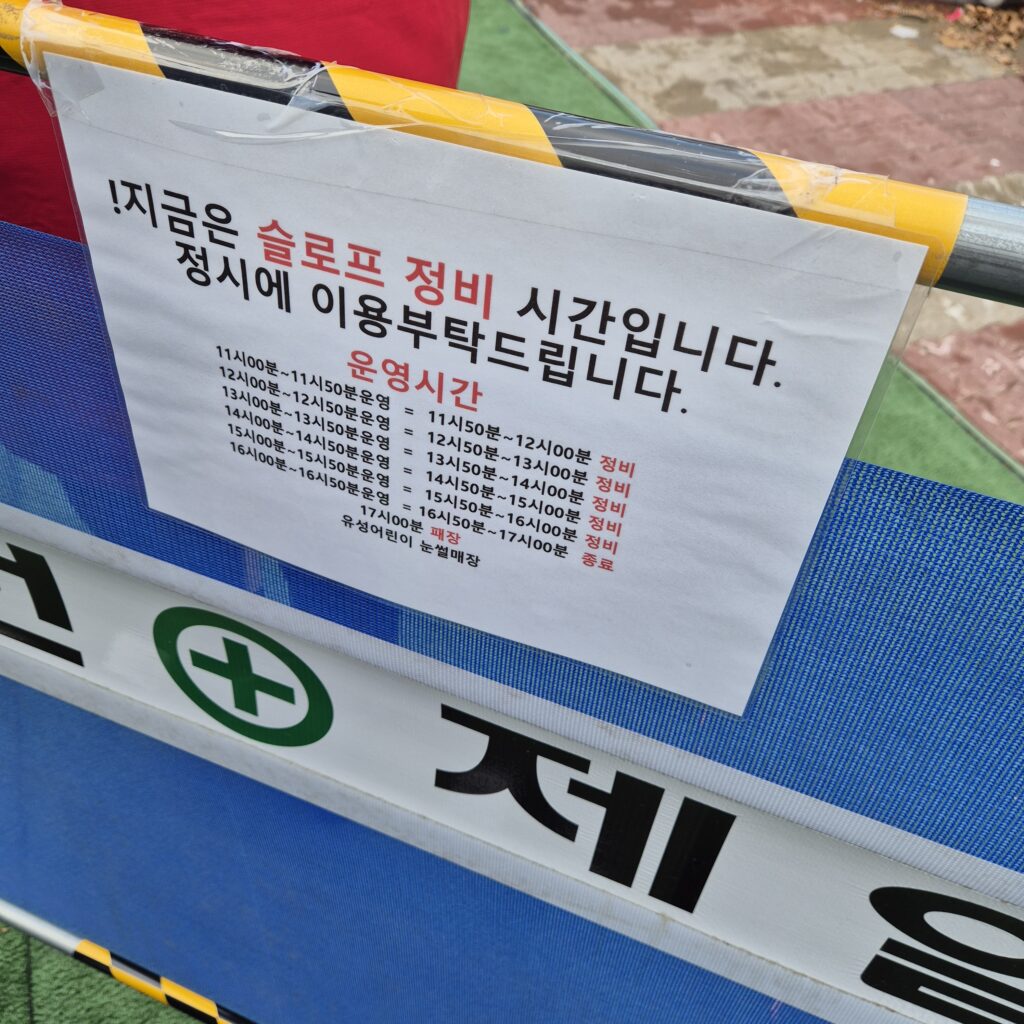 !지금은 슬로프 정비 시간입니다.
정시에 이용부탁드립니다.
운영시간
11시00분~11시50분운영 = 11시50분~12시00분 정비
12시00분~12시50분운영 = 12시50분~13시00분 정비
13시00분~13시50분운영 = 13시50분~14시00분 정비
14시00분~14시50분운영 = 14시50분~15시00분 정비
15시00분~15시50분운영 = 15시50분~16시00분 정비
16시00분~16시50분운영 = 16시50분~17시00분 종료
17시00분 패장
유성어린이 눈썰매장
제일